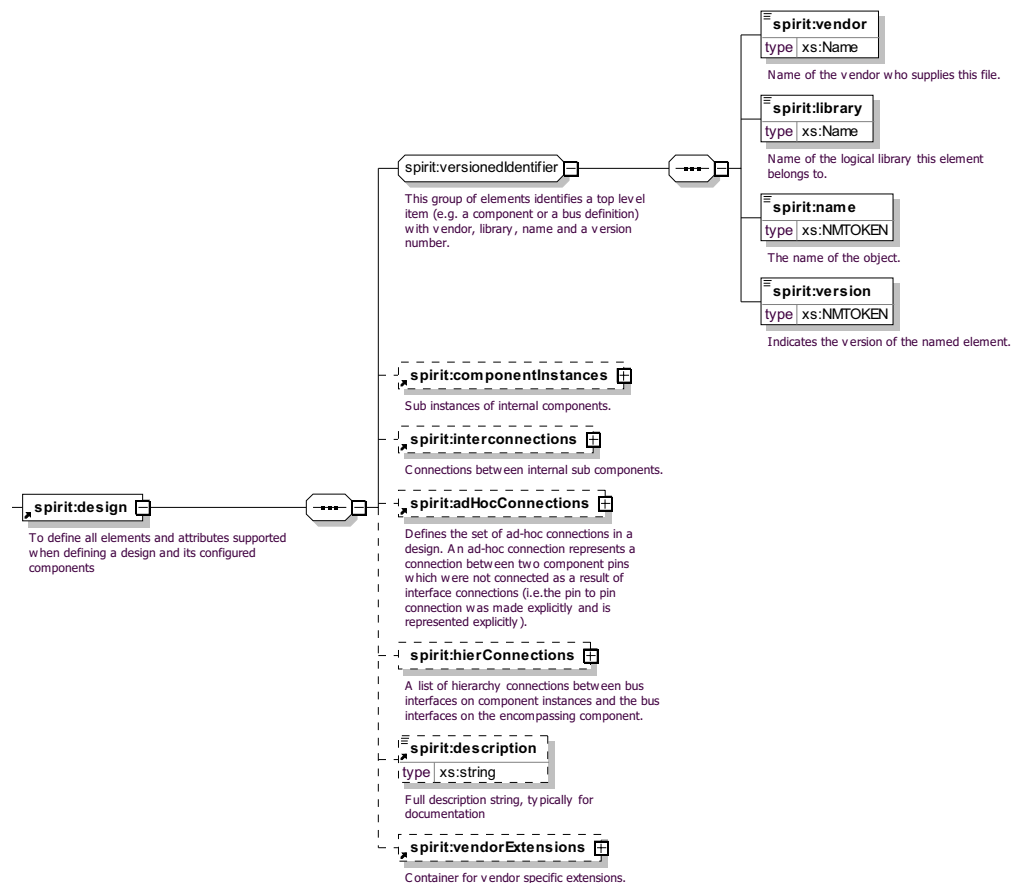 spirit:vendor
type xs:Name
Name of the vendor who supplies this file.
spirit:library
type xs:Name
Name of the logical library this element
belongs to.
spirit:versionedIdentifier
This group of elements identifies a top level
item (e.g. a component or a bus definition)
with vendor, library, name and a version
number.
spirit:name
type xs:NMTOKEN
The name of the object.
spirit:version
type xs:NMTOKEN
Indicates the version of the named element.
spirit:componentInstances
Sub instances of internal components.
spirit:interconnections
Connections between internal sub components.
spirit:design
To define all elements and attributes supported
when defining a design and its configured
components
spirit:adHocConnections
Defines the set of ad-hoc connections in a
design. An ad-hoc connection represents a
connection between two component pins
which were not connected as a result of
interface connections (i.e.the pin to pin
connection was made explicitly and is
represented explicitly).
spirit:hierConnections
A list of hierarchy connections between bus
interfaces on component instances and the bus
interfaces on the encompassing component.
spirit:description
type xs:string
Full description string, typically for
documentation
spirit:vendorExtensions
Container for vendor specific extensions.